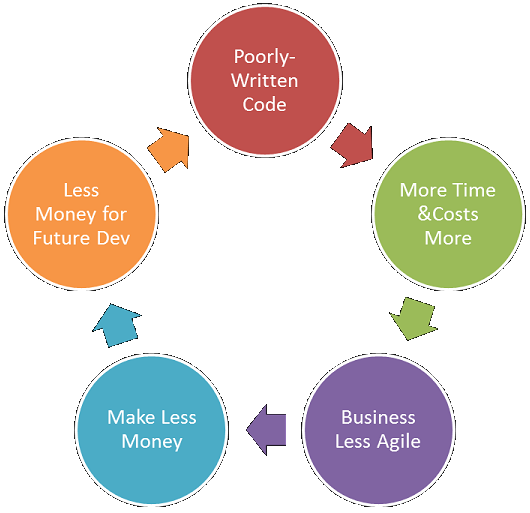 Poorly-
Written
Code
More Time
&Costs
More
Business
Less Agile
Make Less
Money
Less
Money for
Future Dev